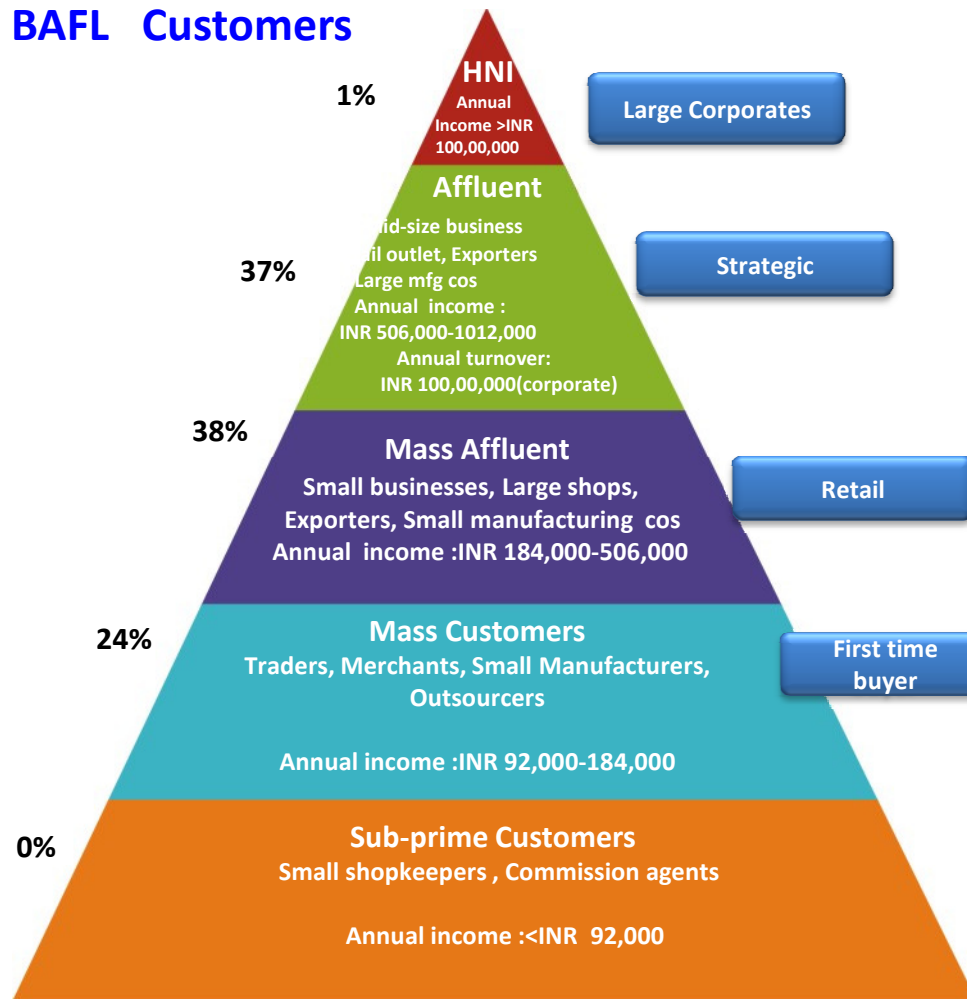 BAFL Customers
HNI
1%
Annual
Income >INR
100,00,000
Large Corporates
Affluent
business
outlet, Exporters
37%
Strategic
Large mfg cos
Annual income :
INR 506,000-1012,000
Annual turnover:
INR 100,00,000(corporate)
38%
Mass Affluent
Small businesses, Large shops,
Retail
Exporters, Small manufacturing cos
Annual income :INR 184,000-506,000
24%
Mass Customers
Traders, Merchants, Small Manufacturers,
Outsourcers
First time
buyer
Annual income :INR 92,000-184,000
0%
Sub-prime Customers
Small shopkeepers , Commission agents
Annual income :<INR 92,000